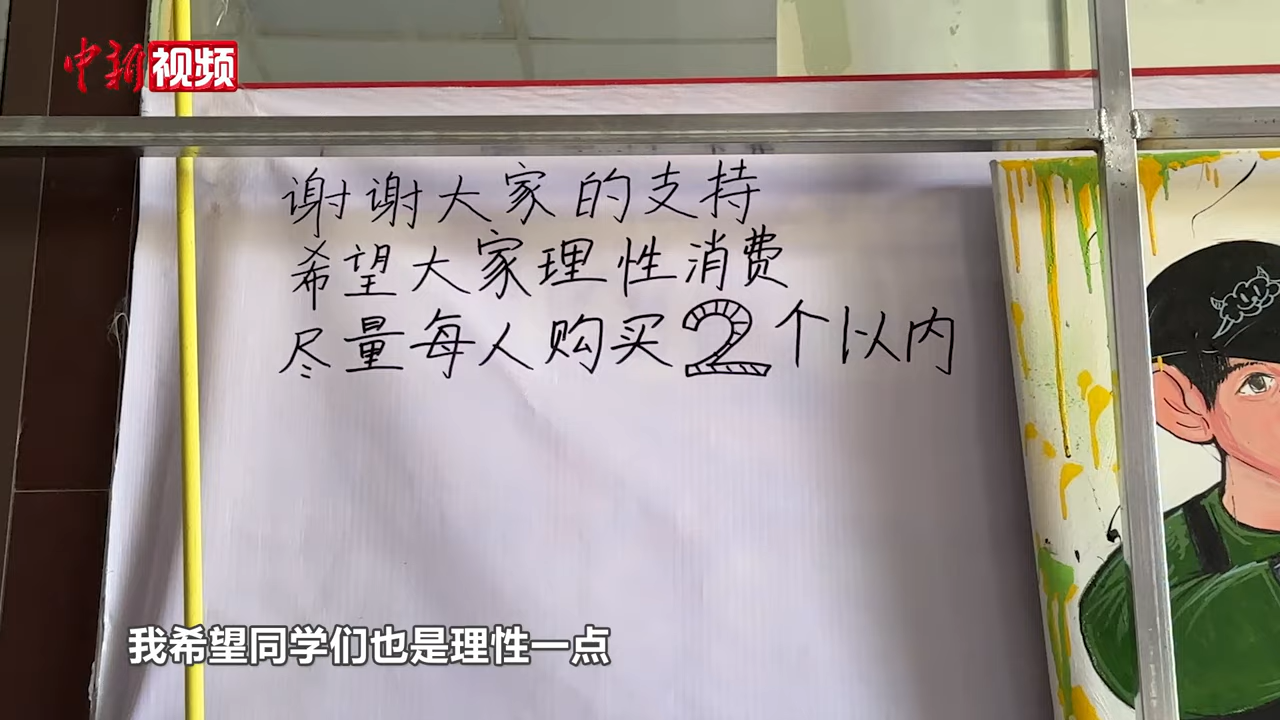 中新视频
谢谢大家的支持
希望大家理性消费
尽量每人购买2个以内
我希望同学们也是理性一点